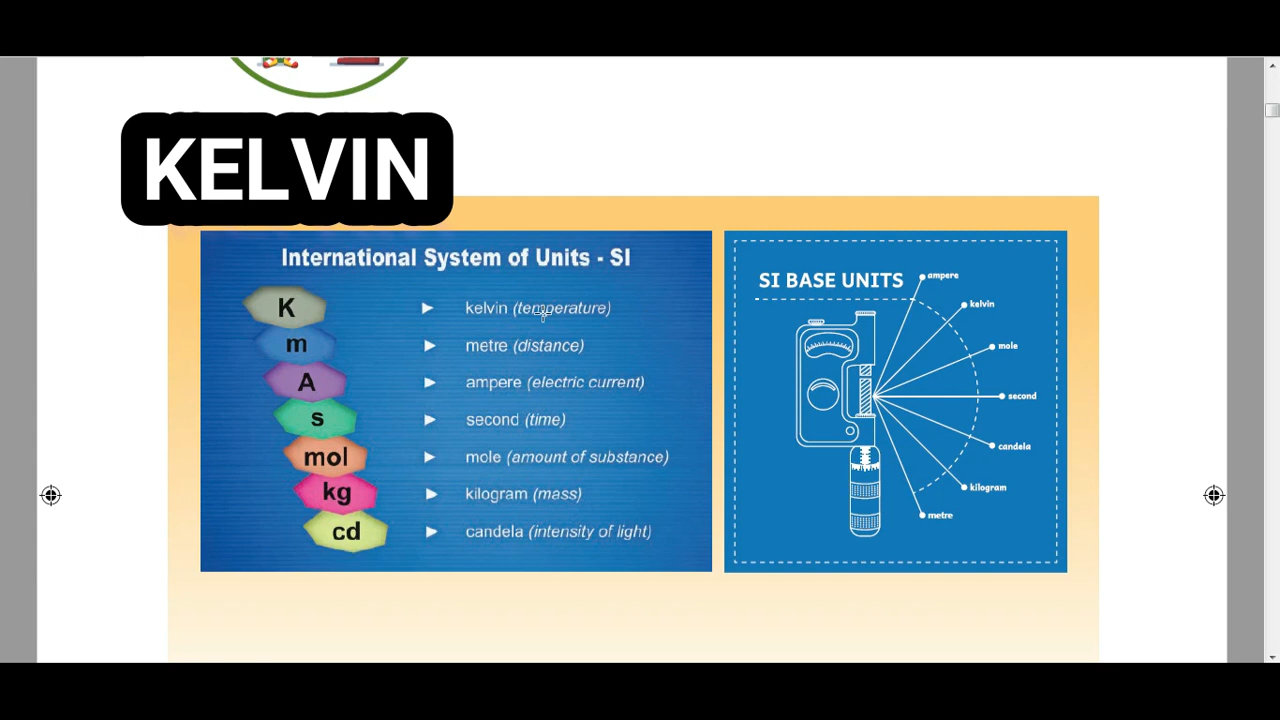 KELVIN
International System of Units - SI
K kelvin (temperature)
m metre (distance)
A ampere (electric current)
s second (time)
mol mole (amount of substance)
kg kilogram (mass)
cd candela (intensity of light)
SI BASE UNITS
ampere
kelvin
mole
second
candela
kilogram
metre